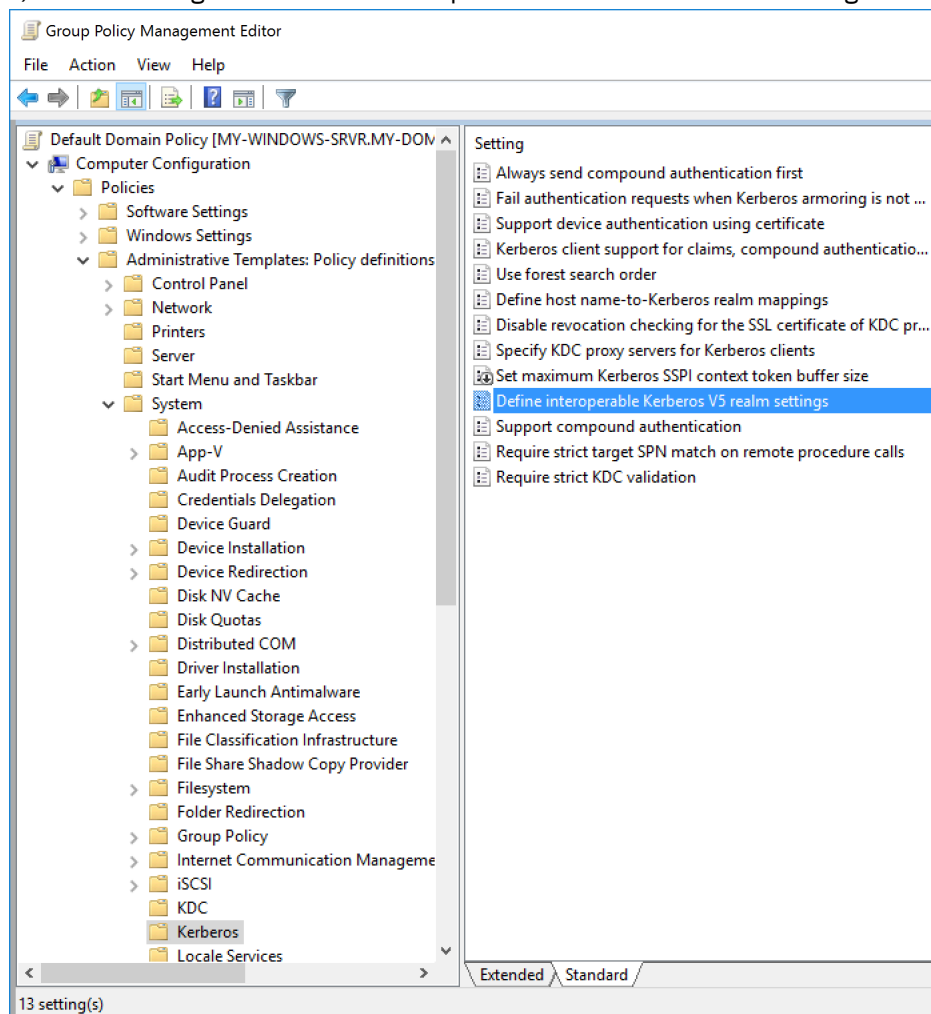 Group Policy Management Editor
File Action View Help
Default Domain Policy [MY-WINDOWS-SRVR.MY-DOM
Computer Configuration
Policies
Software Settings
Windows Settings
Administrative Templates: Policy definitions
Control Panel
Network
Printers
Server
Start Menu and Taskbar
System
Access-Denied Assistance
App-V
Audit Process Creation
Credentials Delegation
Device Guard
Device Installation
Device Redirection
Disk NV Cache
Disk Quotas
Distributed COM
Driver Installation
Early Launch Antimalware
Enhanced Storage Access
File Classification Infrastructure
File Share Shadow Copy Provider
Filesystem
Folder Redirection
Group Policy
Internet Communication Manageme
iSCSI
KDC
Kerberos
Locale Services
Setting
Always send compound authentication first
Fail authentication requests when Kerberos armoring is not ...
Support device authentication using certificate
Kerberos client support for claims, compound authenticatio...
Use forest search order
Define host name-to-Kerberos realm mappings
Disable revocation checking for the SSL certificate of KDC pr...
Specify KDC proxy servers for Kerberos clients
Set maximum Kerberos SSPI context token buffer size
Define interoperable Kerberos V5 realm settings
Support compound authentication
Require strict target SPN match on remote procedure calls
Require strict KDC validation
Extended Standard
13 setting(s)